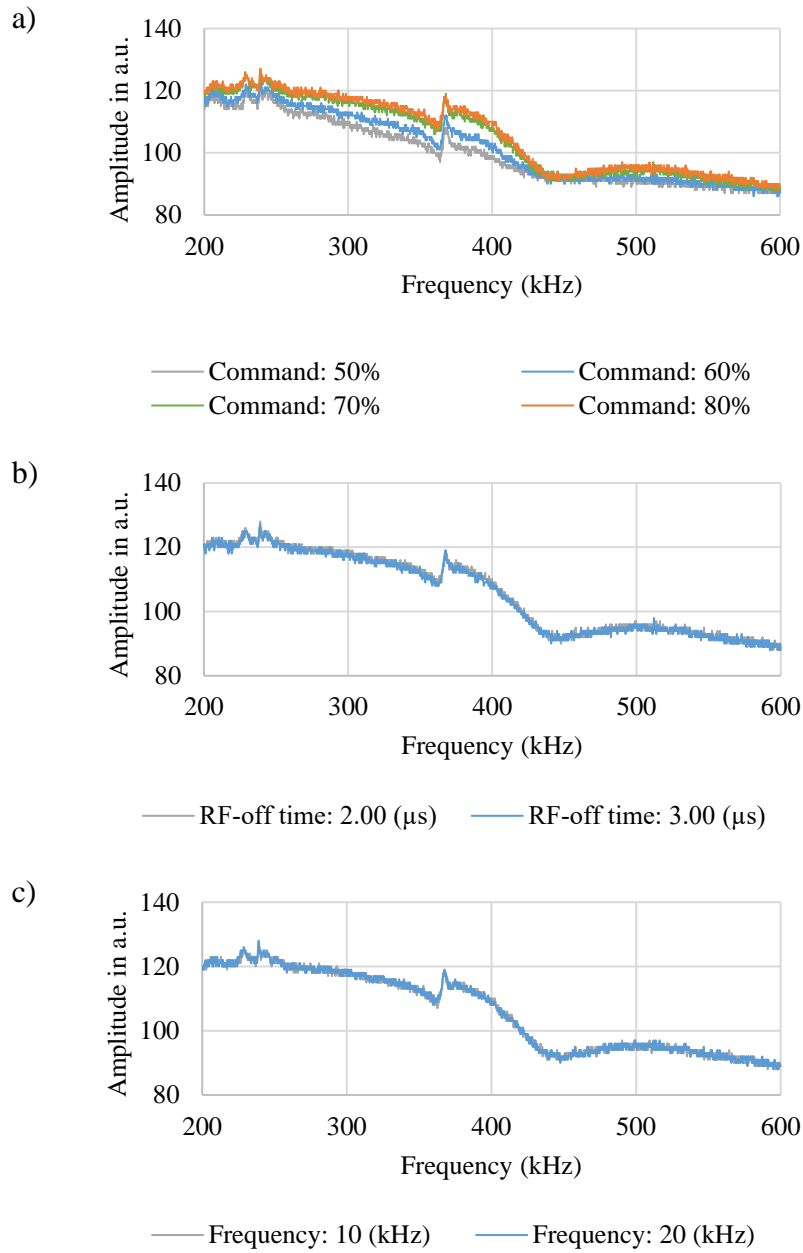 a)
Amplitude in a.u.
140
120
100
80
200 300 400 500 600
Frequency (kHz)
Command: 50% Command: 60%
Command: 70% Command: 80%
b)
Amplitude in a.u.
140
120
100
80
200 300 400 500 600
Frequency (kHz)
RF-off time: 2.00 (µs) RF-off time: 3.00 (µs)
c)
Amplitude in a.u.
140
120
100
80
200 300 400 500 600
Frequency (kHz)
Frequency: 10 (kHz) Frequency: 20 (kHz)